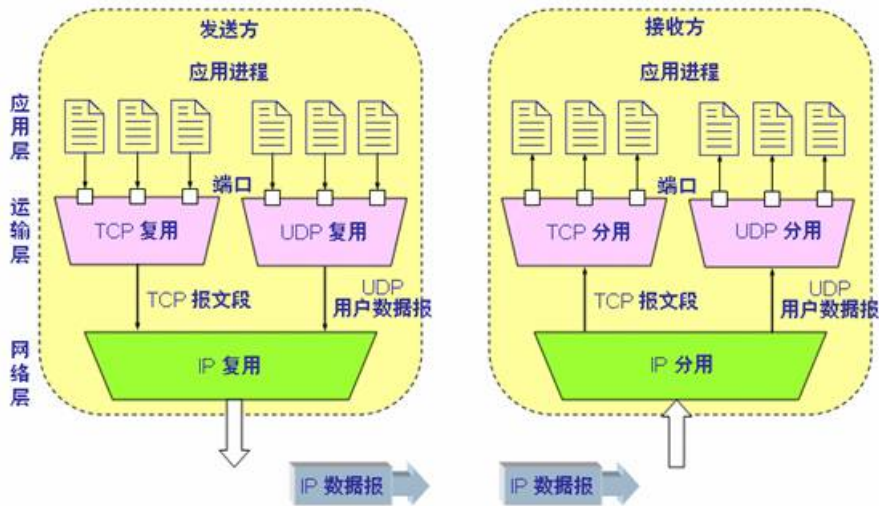 发送方
应用进程
应用层
端口
运输层
TCP 复用
UDP 复用
TCP 报文段
UDP
用户数据报
网络层
IP 复用
IP 数据报
接收方
应用进程
端口
TCP 分用
UDP 分用
TCP 报文段
UDP
用户数据报
IP 分用
IP 数据报